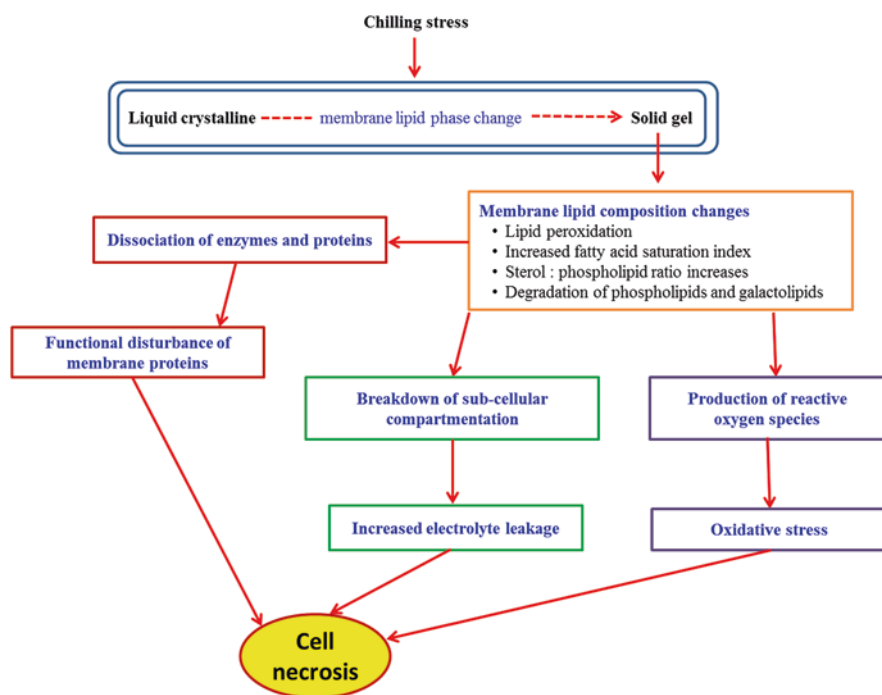 Chilling stress
Liquid crystalline membrane lipid phase change Solid gel
Membrane lipid composition changes
• Lipid peroxidation
• Increased fatty acid saturation index
• Sterol : phospholipid ratio increases
• Degradation of phospholipids and galactolipids
Dissociation of enzymes and proteins
Functional disturbance of
membrane proteins
Breakdown of sub-cellular
compartmentation
Production of reactive
oxygen species
Increased electrolyte leakage
Oxidative stress
Cell
necrosis